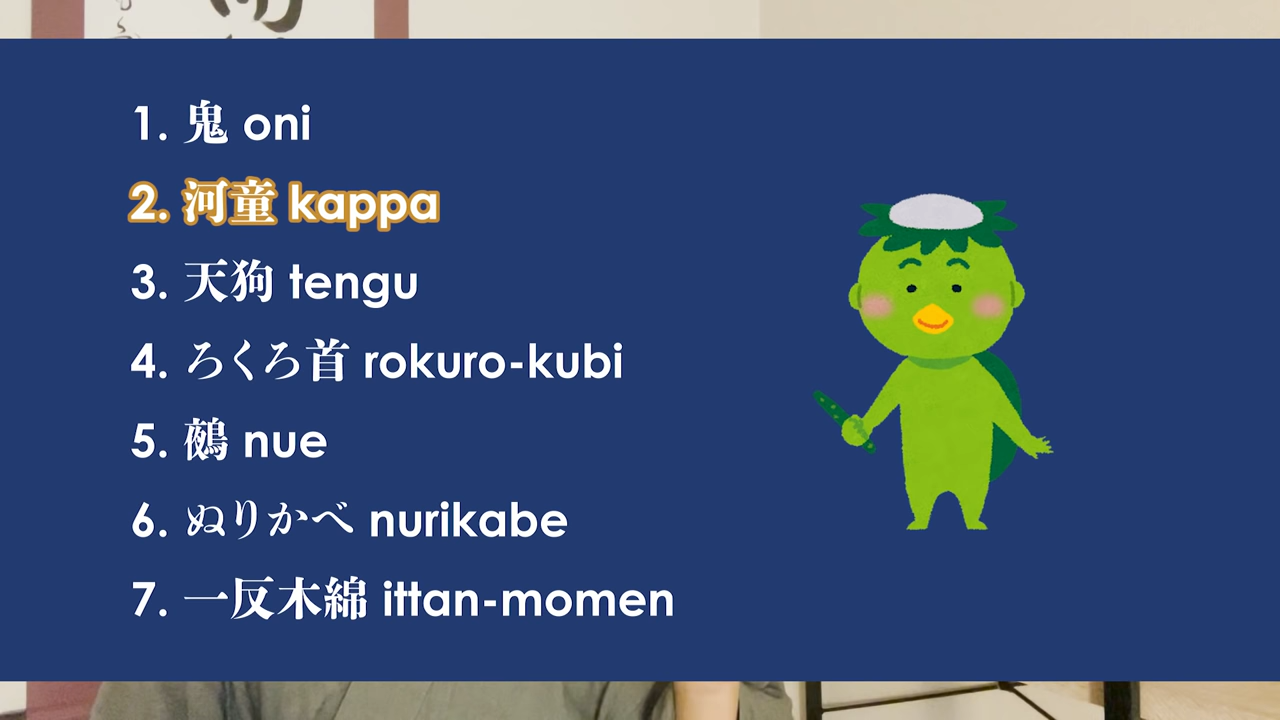 1. 鬼 oni
2. 河童 kappa
3. 天狗 tengu
4. ろくろ首 rokuro-kubi
5. 鵺 nue
6. ぬりかべ nurikabe
7. 一反木綿 ittan-momen